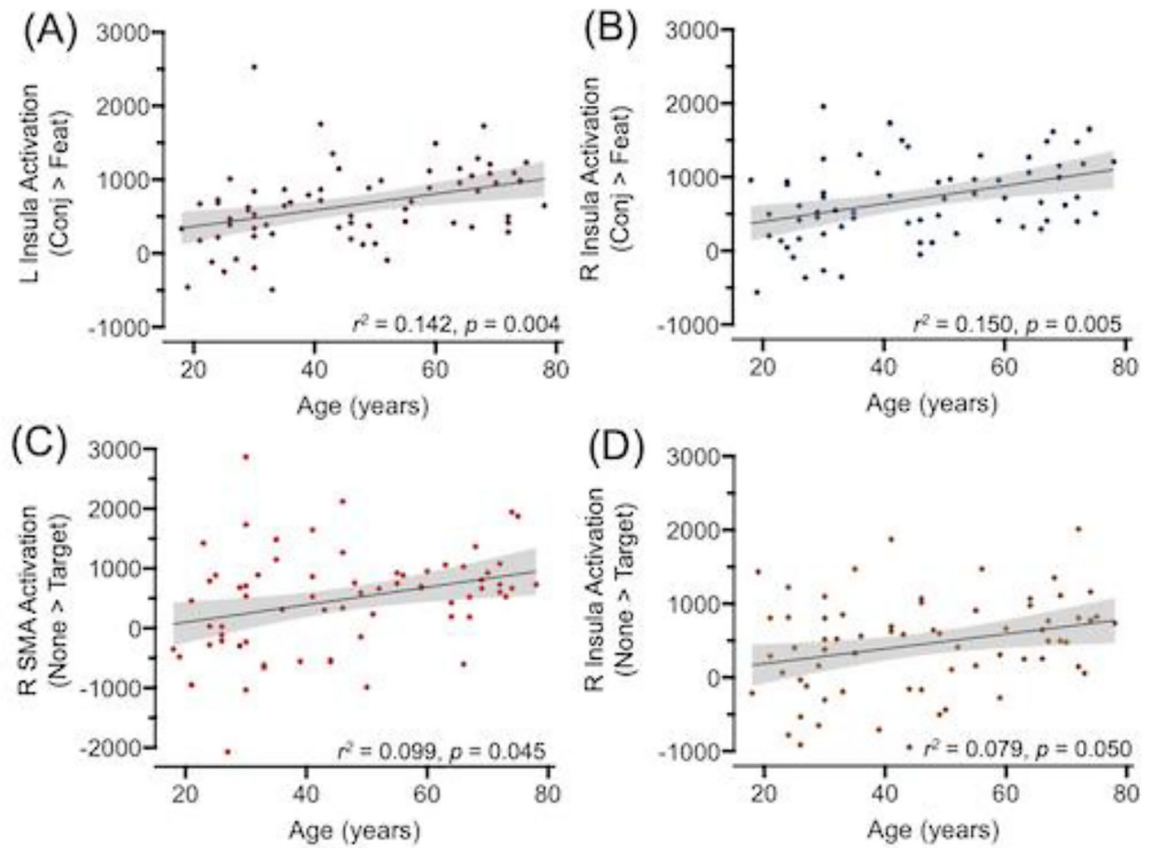 (A)
3000
2000
1000
0
-1000
L Insula Activation
(Conj > Feat)
r² = 0.142, p = 0.004
20 40 60 80
Age (years)
(B)
3000
2000
1000
0
-1000
R Insula Activation
(Conj > Feat)
r² = 0.150, p = 0.005
20 40 60 80
Age (years)
(C)
3000
2000
1000
0
-1000
-2000
R SMA Activation
(None > Target)
r² = 0.099, p = 0.045
20 40 60 80
Age (years)
(D)
3000
2000
1000
0
-1000
R Insula Activation
(None > Target)
r² = 0.079, p = 0.050
20 40 60 80
Age (years)